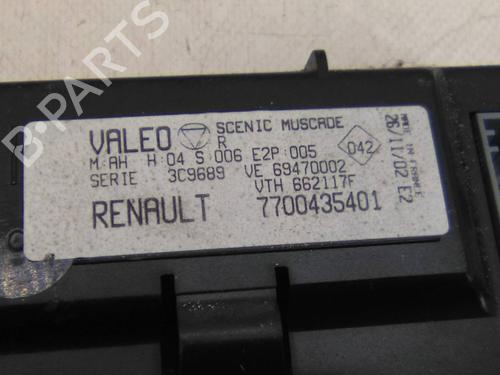 VALEO SCENIC MUSCADE
R
M:AH H:04 S:006 E2P:005
SERIE 3C9689 VE 69470002
VTH 662117F
RENAULT 7700435401
D42
MADE IN FRANCE
26/11/02 E2
B-PARTS